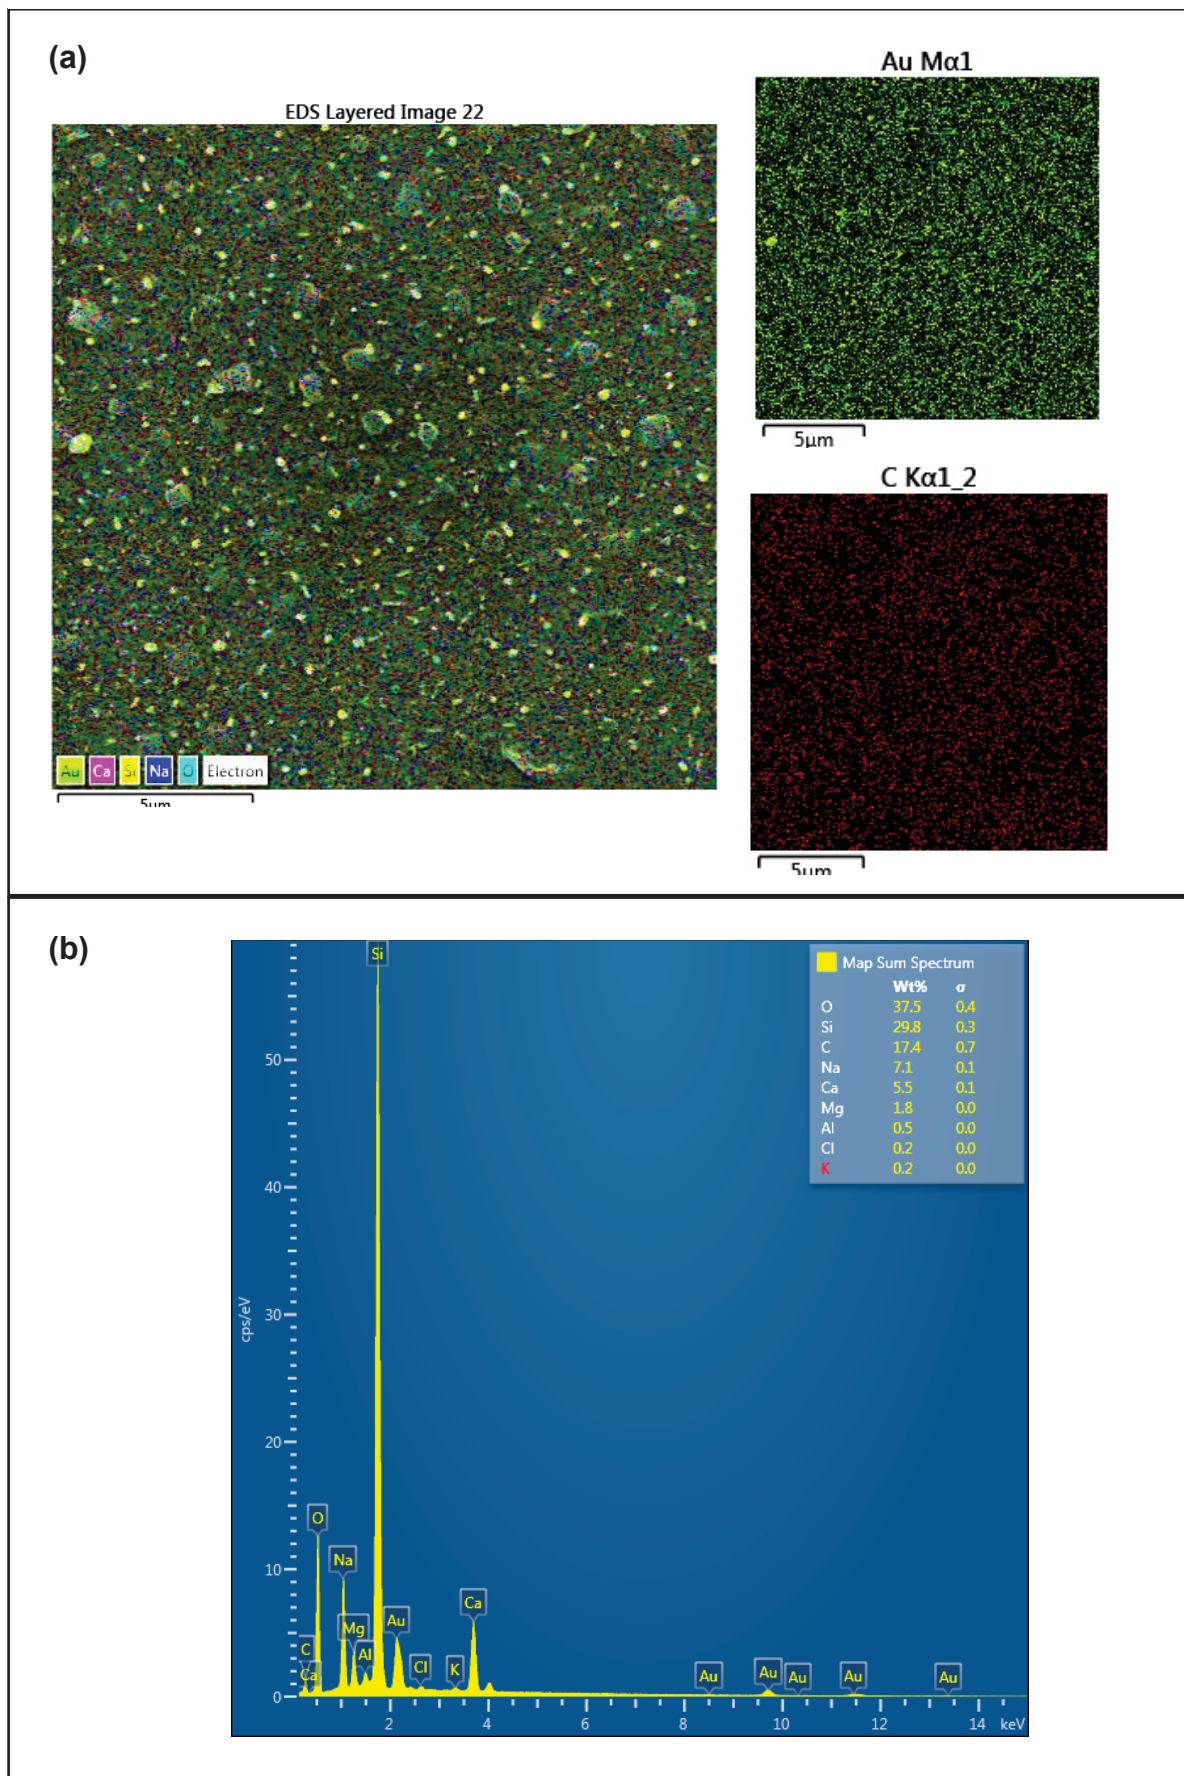 (a)
EDS Layered Image 22
Au Ca Si Na O Electron
5μm
Au Mα1
5μm
C Kα1_2
5μm
(b)
Map Sum Spectrum
Wt% σ
O 37.5 0.4
Si 29.8 0.3
C 17.4 0.7
Na 7.1 0.1
Ca 5.5 0.1
Mg 1.8 0.0
Al 0.5 0.0
Cl 0.2 0.0
K 0.2 0.0
cps/eV
50
40
30
20
10
0
Si
O
Na
C
Ca
Mg
Al
Au
Cl
K
Ca
Au
Au
Au
Au
Au
2 4 6 8 10 12 14 keV